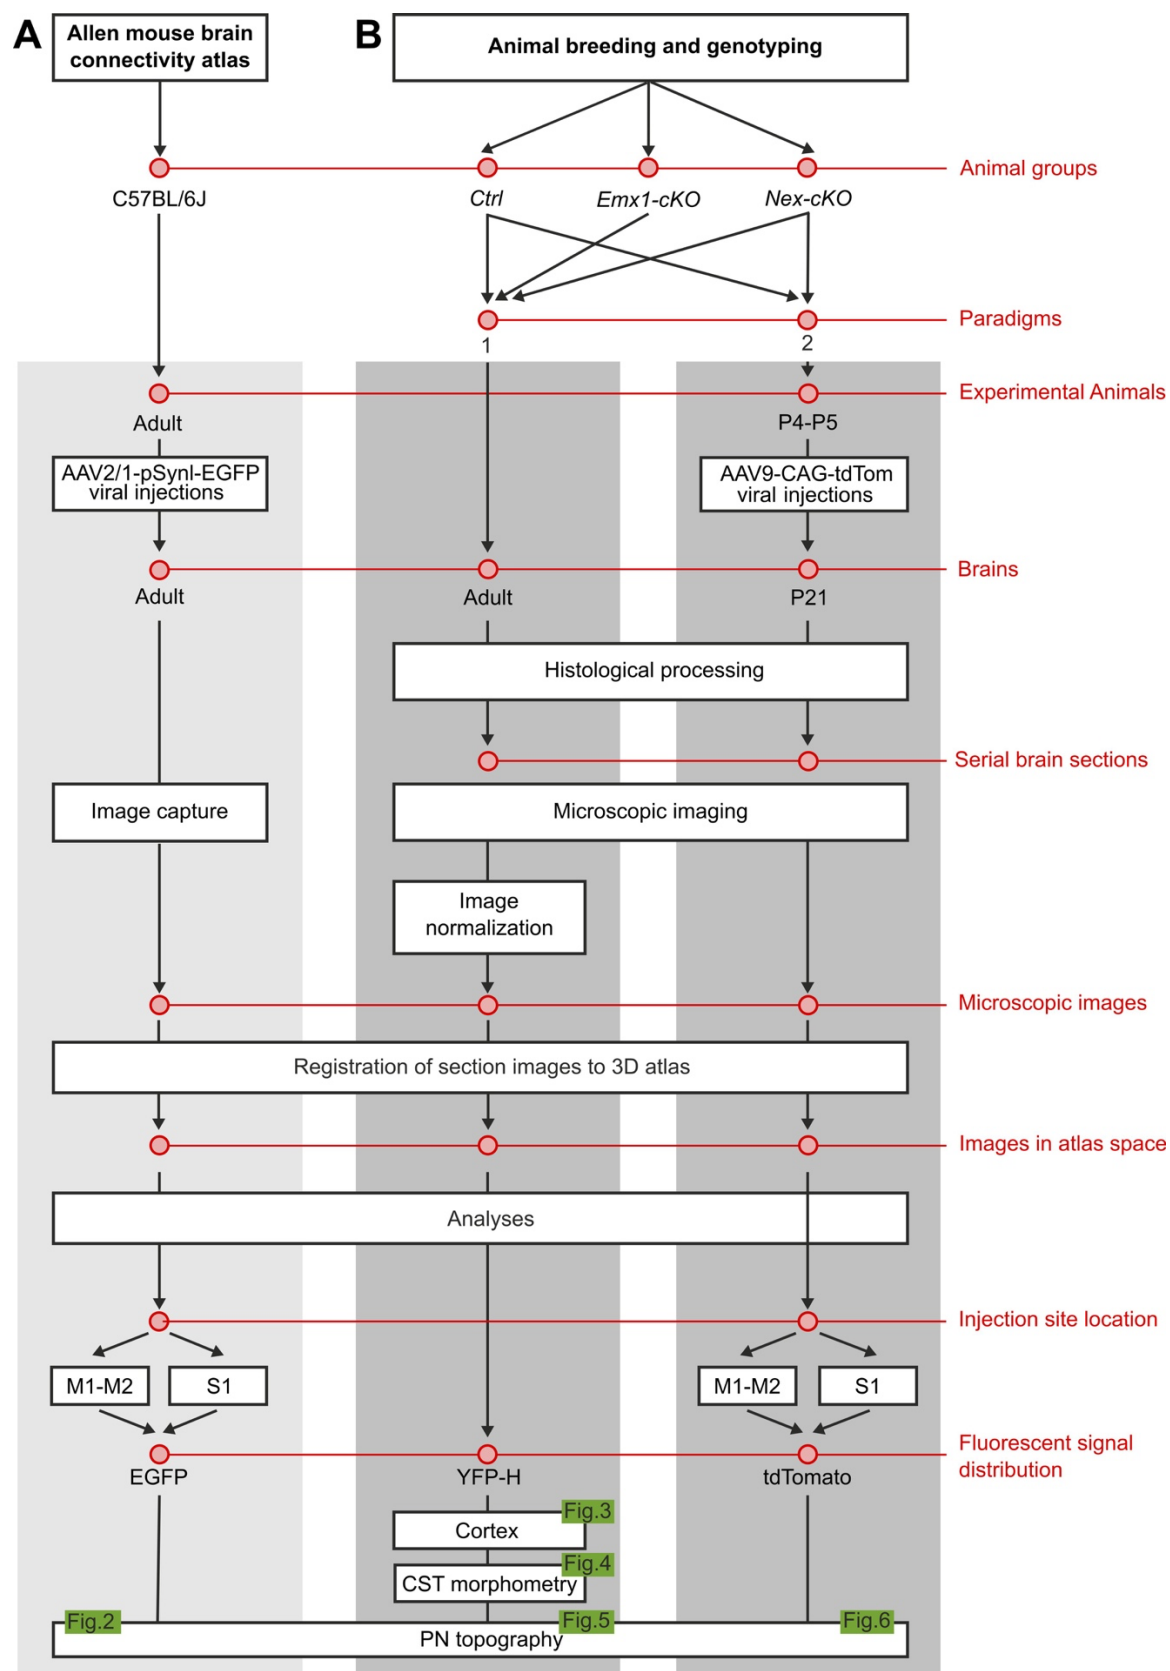 A
Allen mouse brain
connectivity atlas
B
Animal breeding and genotyping
Animal groups
C57BL/6J
Ctrl
Emx1-cKO
Nex-cKO
Paradigms
1
2
Experimental Animals
Adult
P4-P5
AAV2/1-pSynI-EGFP
viral injections
AAV9-CAG-tdTom
viral injections
Brains
Adult
Adult
P21
Histological processing
Serial brain sections
Image capture
Microscopic imaging
Image
normalization
Microscopic images
Registration of section images to 3D atlas
Images in atlas space
Analyses
Injection site location
M1-M2
S1
M1-M2
S1
Fluorescent signal
distribution
EGFP
YFP-H
tdTomato
Fig.3
Cortex
Fig.4
CST morphometry
Fig.2
Fig.5
Fig.6
PN topography